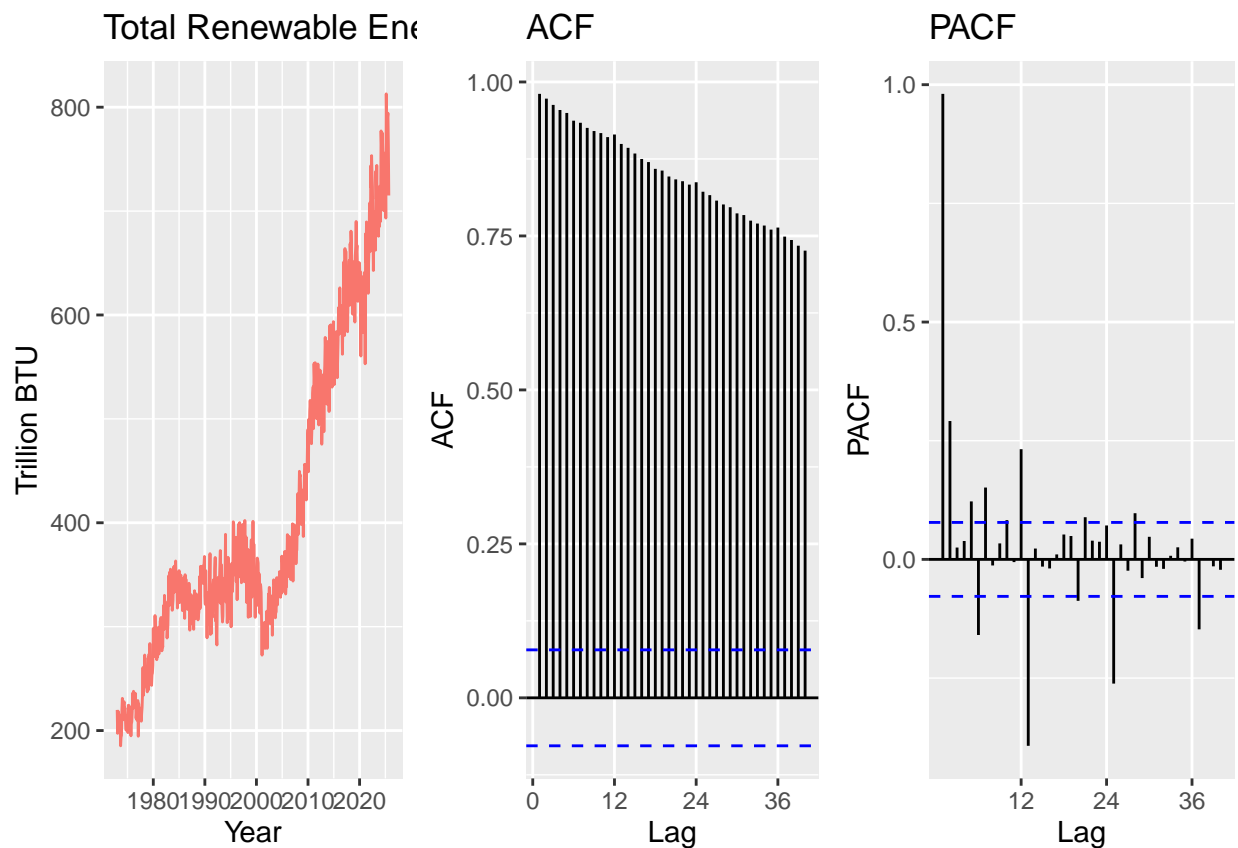 Total Renewable Ene
800
600
400
200
Trillion BTU
1980 1990 2000 2010 2020
Year
ACF
1.00
0.75
0.50
0.25
0.00
ACF
0 12 24 36
Lag
PACF
1.0
0.5
0.0
PACF
12 24 36
Lag